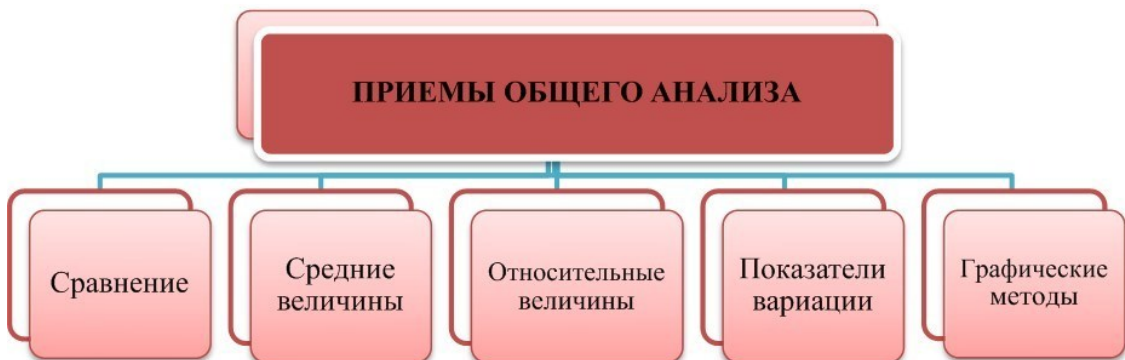 ПРИЕМЫ ОБЩЕГО АНАЛИЗА
Сравнение
Средние
величины
Относительные
величины
Показатели
вариации
Графические
методы